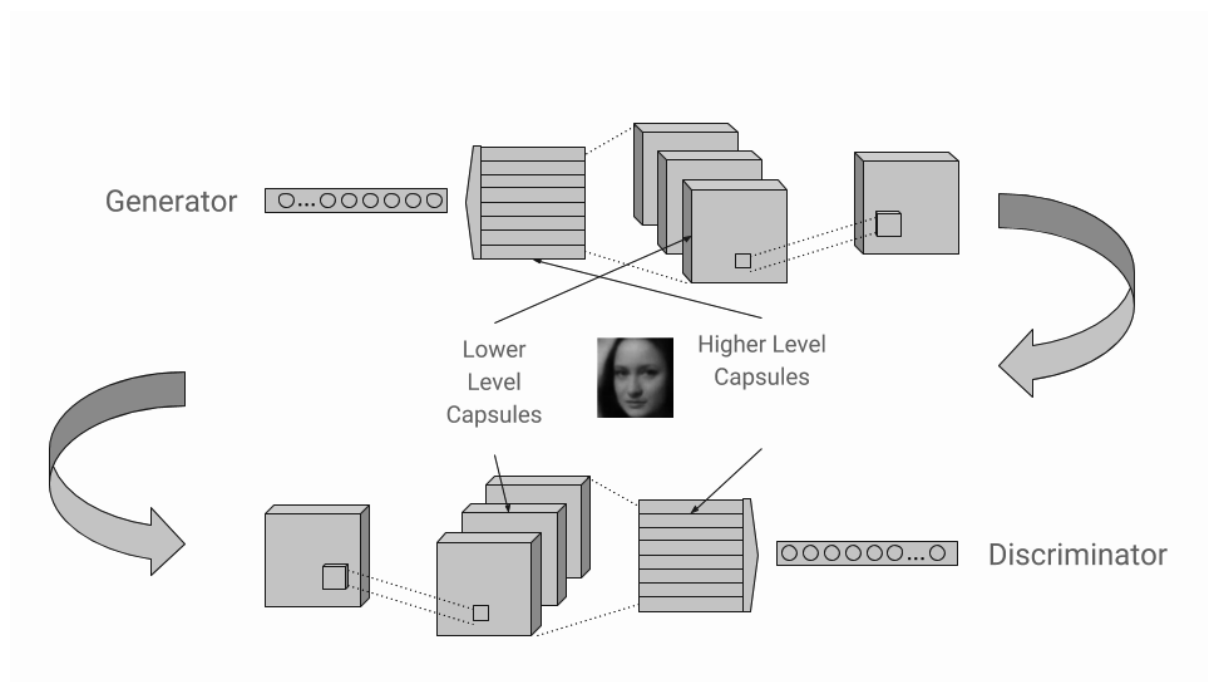 Generator
Lower
Level
Capsules
Higher Level
Capsules
Discriminator